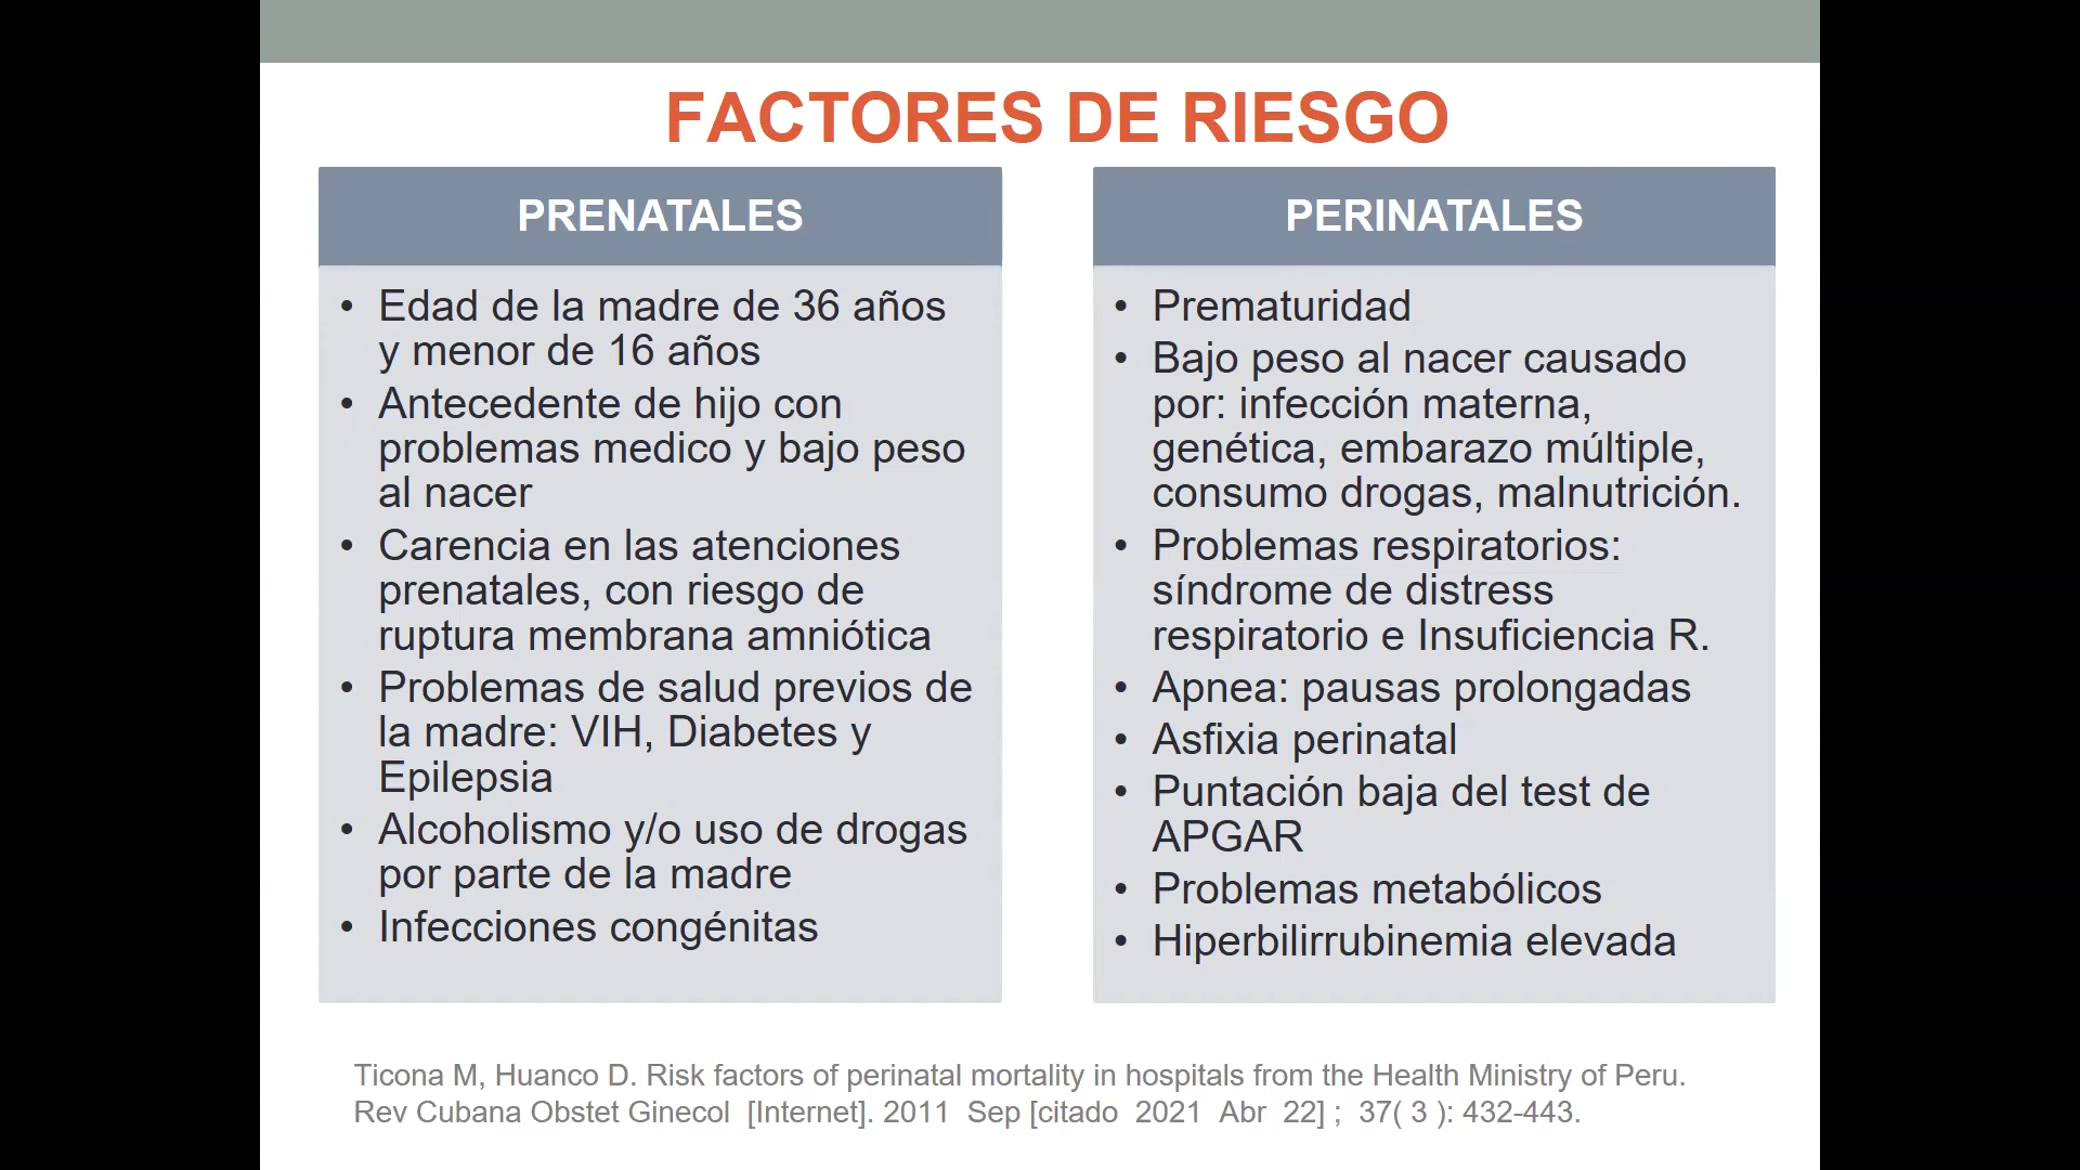 FACTORES DE RIESGO
PRENATALES
• Edad de la madre de 36 años
y menor de 16 años
• Antecedente de hijo con
problemas medico y bajo peso
al nacer
• Carencia en las atenciones
prenatales, con riesgo de
ruptura membrana amniótica
• Problemas de salud previos de
la madre: VIH, Diabetes y
Epilepsia
• Alcoholismo y/o uso de drogas
por parte de la madre
• Infecciones congénitas
PERINATALES
• Prematuridad
• Bajo peso al nacer causado
por: infección materna,
genética, embarazo múltiple,
consumo drogas, malnutrición.
• Problemas respiratorios:
síndrome de distress
respiratorio e Insuficiencia R.
• Apnea: pausas prolongadas
• Asfixia perinatal
• Puntación baja del test de
APGAR
• Problemas metabólicos
• Hiperbilirrubinemia elevada
Ticona M, Huanco D. Risk factors of perinatal mortality in hospitals from the Health Ministry of Peru.
Rev Cubana Obstet Ginecol [Internet]. 2011 Sep [citado 2021 Abr 22] ; 37( 3 ): 432-443.